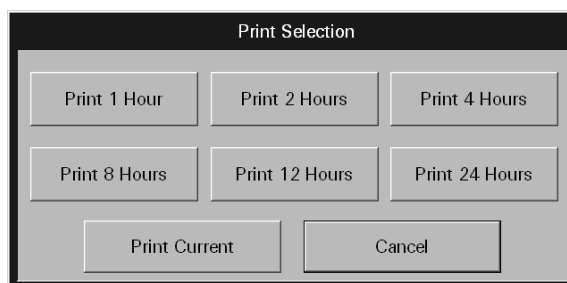 Print Selection
Print 1 Hour Print 2 Hours Print 4 Hours
Print 8 Hours Print 12 Hours Print 24 Hours
Print Current Cancel